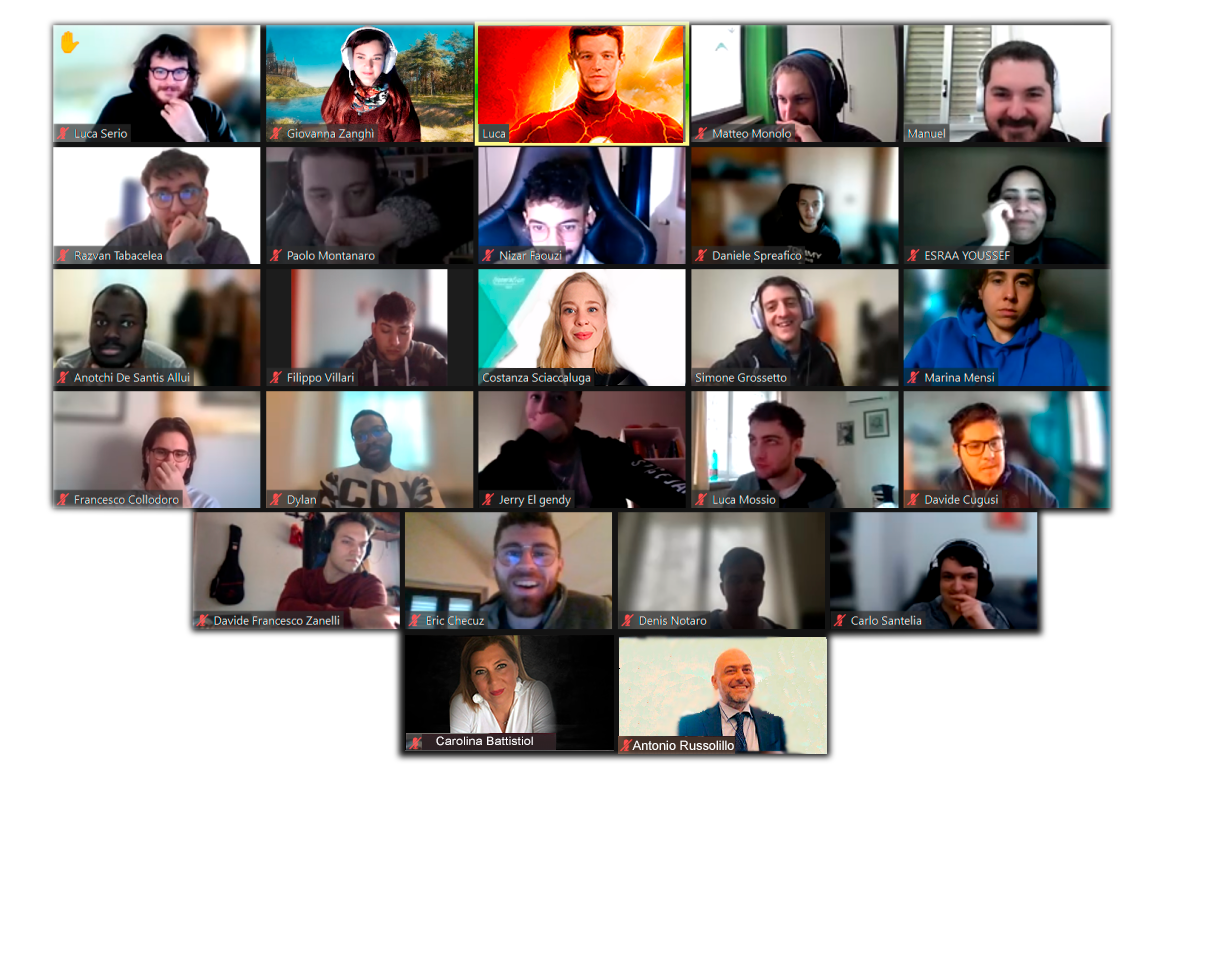 Luca Serio
Giovanna Zanghì
Luca
Matteo Monolo
Manuel
Razvan Tabacelea
Paolo Montanaro
Nizar Faouzi
Daniele Spreafico
ESRAA YOUSSEF
Anotchi De Santis Allui
Filippo Villari
Costanza Sciaccaluga
Simone Grossetto
Marina Mensi
Francesco Collodoro
Dylan
Jerry El gendy
Luca Mossio
Davide Cugusi
Davide Francesco Zanelli
Eric Checuz
Denis Notaro
Carlo Santelia
Carolina Battistiol
Antonio Russolillo